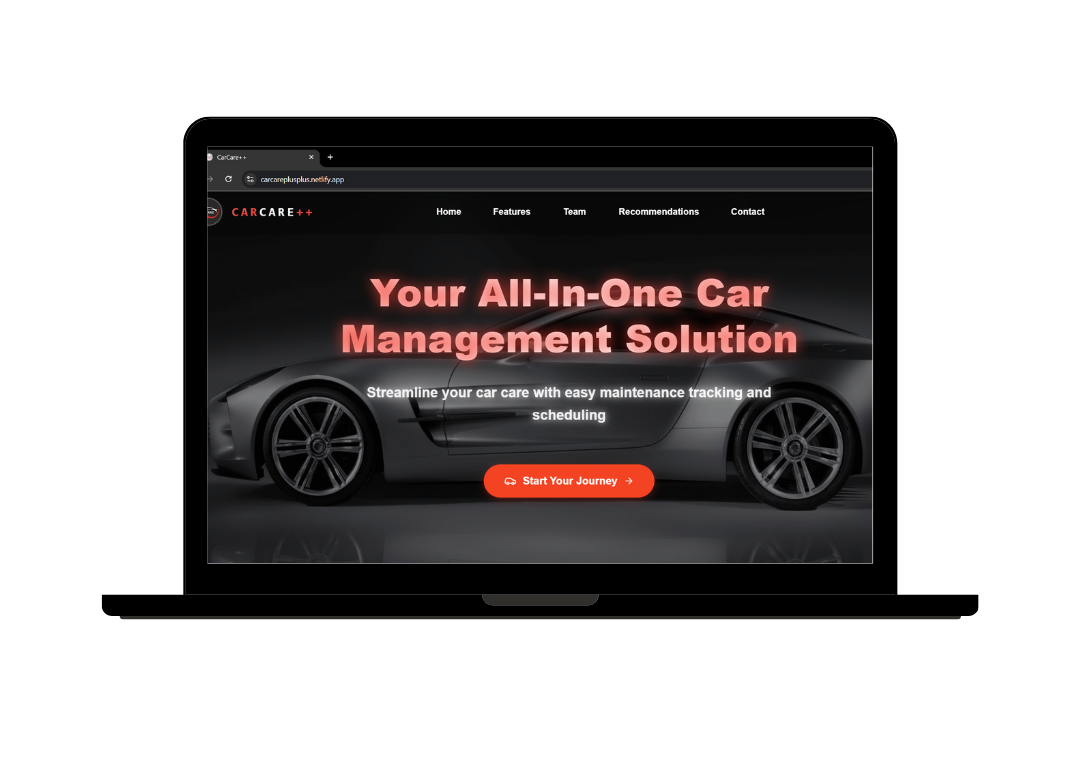 CarCare++
carcareplusplus.netlify.app
CARCARE++
Home Features Team Recommendations Contact
Your All-In-One Car
Management Solution
Streamline your car care with easy maintenance tracking and
scheduling
Start Your Journey